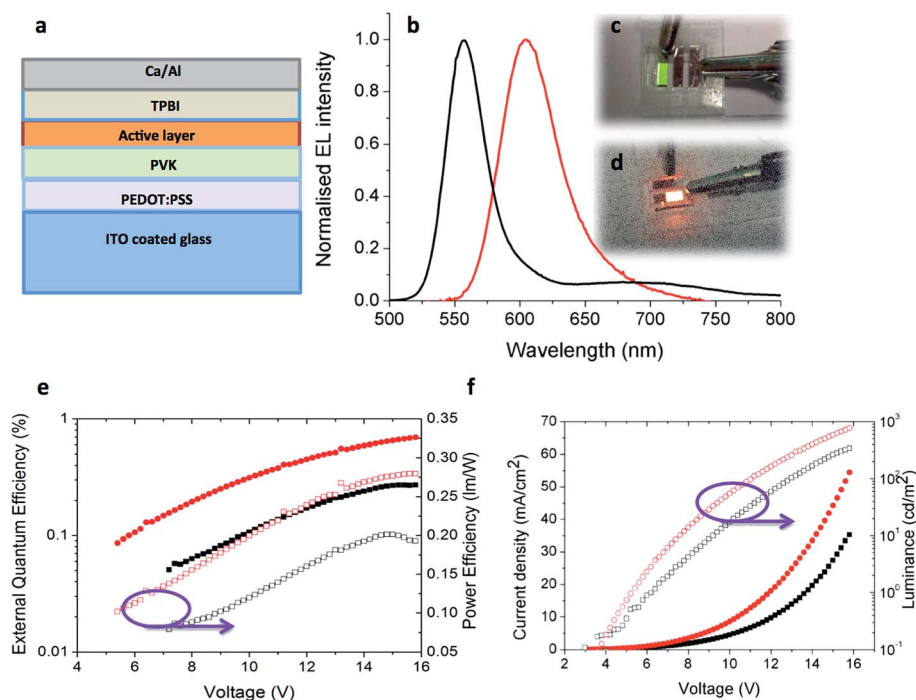 a
Ca/Al
TPBI
Active layer
PVK
PEDOT:PSS
ITO coated glass
b
Normalised EL intensity
1.0
0.8
0.6
0.4
0.2
0.0
500 550 600 650 700 750 800
Wavelength (nm)
c
d
e
External Quantum Efficiency (%)
1
0.1
0.01
4 6 8 10 12 14 16
Voltage (V)
0.35
0.30
0.25
0.20
0.15
0.10
0.05
Power Efficiency (lm/W)
f
Current density (mA/cm²)
70
60
50
40
30
20
10
0
2 4 6 8 10 12 14 16
Voltage (V)
10³
10²
10¹
10⁰
10⁻¹
Luminance (cd/m²)